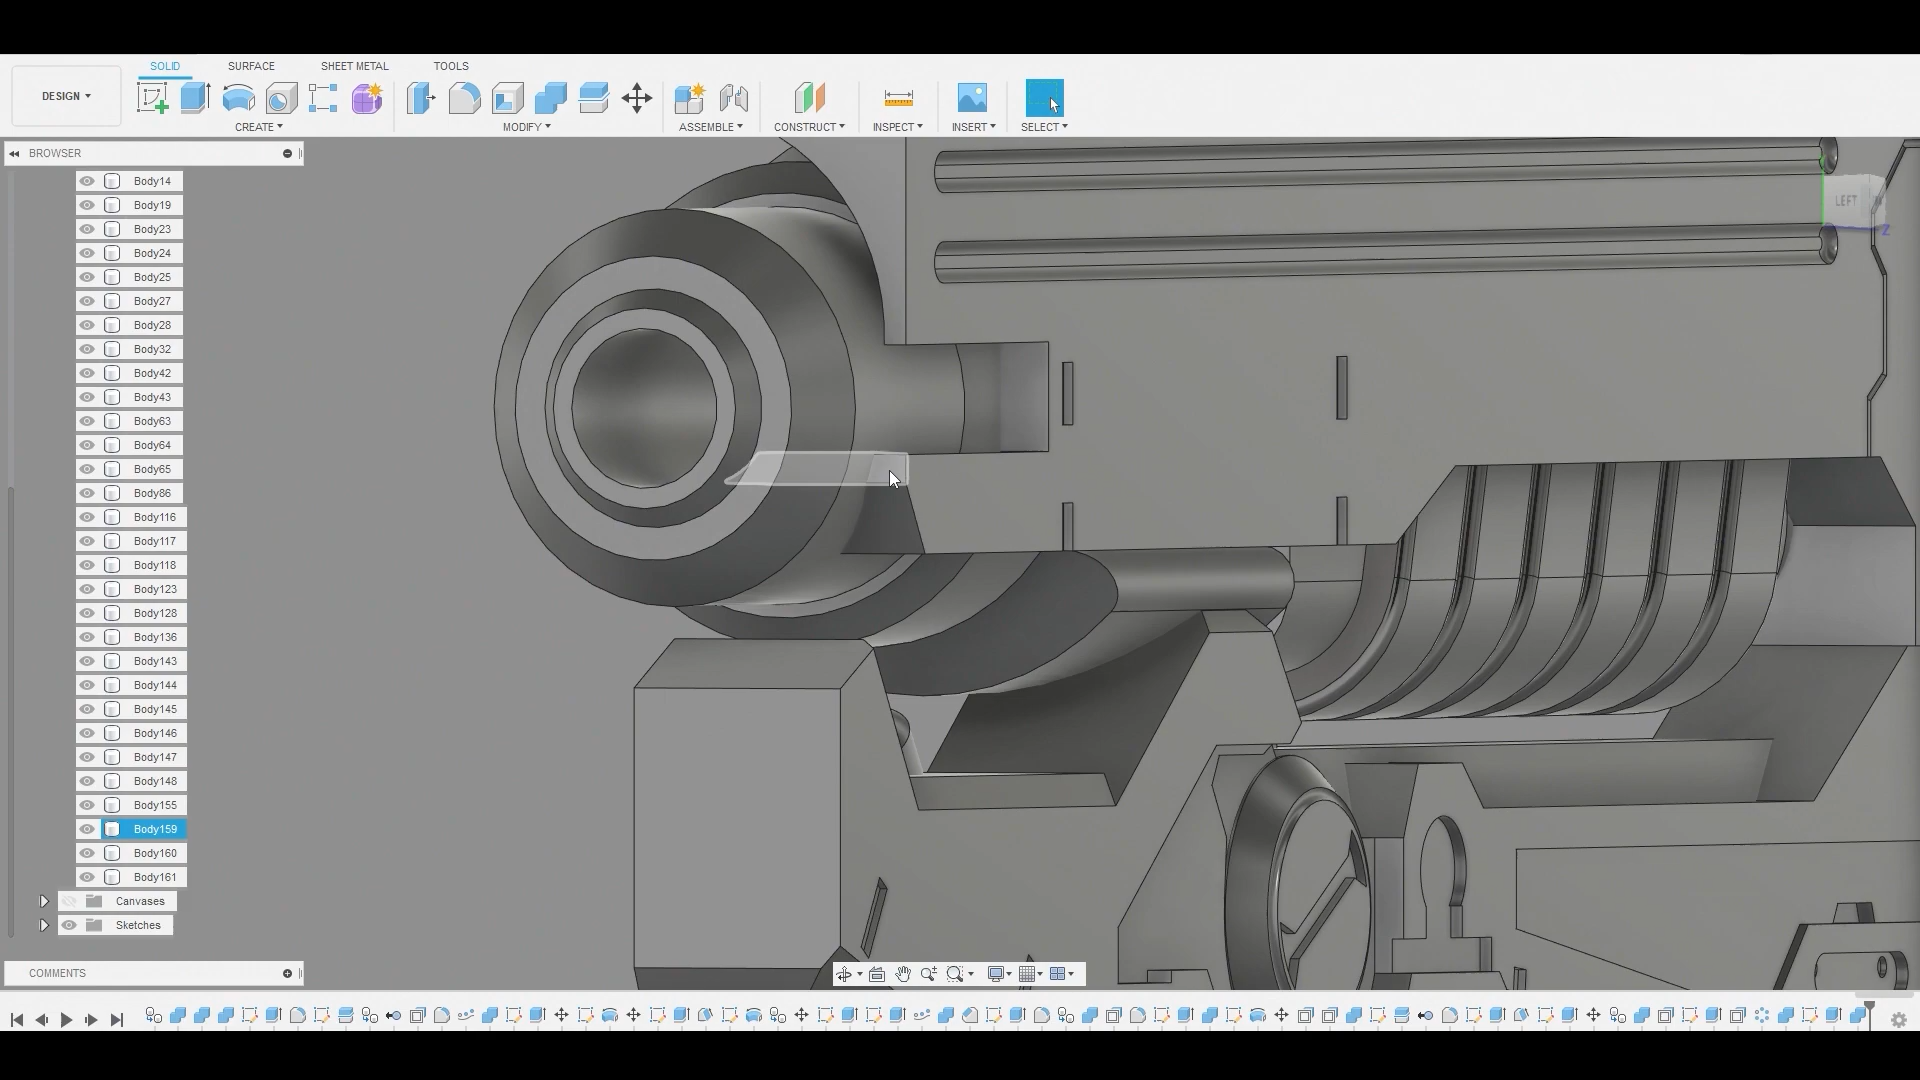 SOLID SURFACE SHEET METAL TOOLS
DESIGN
CREATE MODIFY ASSEMBLE CONSTRUCT INSPECT INSERT SELECT
BROWSER
Body14
Body19
Body23
Body24
Body25
Body27
Body28
Body32
Body42
Body43
Body63
Body64
Body65
Body86
Body116
Body117
Body118
Body123
Body128
Body136
Body143
Body144
Body145
Body146
Body147
Body148
Body155
Body159
Body160
Body161
Canvases
Sketches
COMMENTS
LEFT
Z